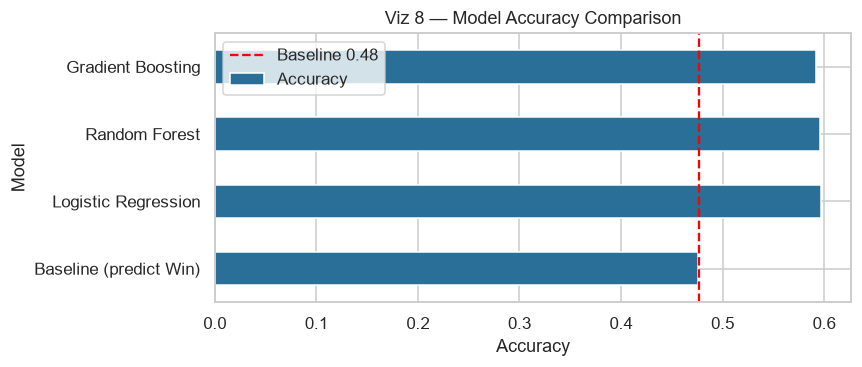 Viz 8 — Model Accuracy Comparison
Baseline 0.48
Accuracy
Gradient Boosting
Random Forest
Logistic Regression
Baseline (predict Win)
Model
0.0 0.1 0.2 0.3 0.4 0.5 0.6
Accuracy